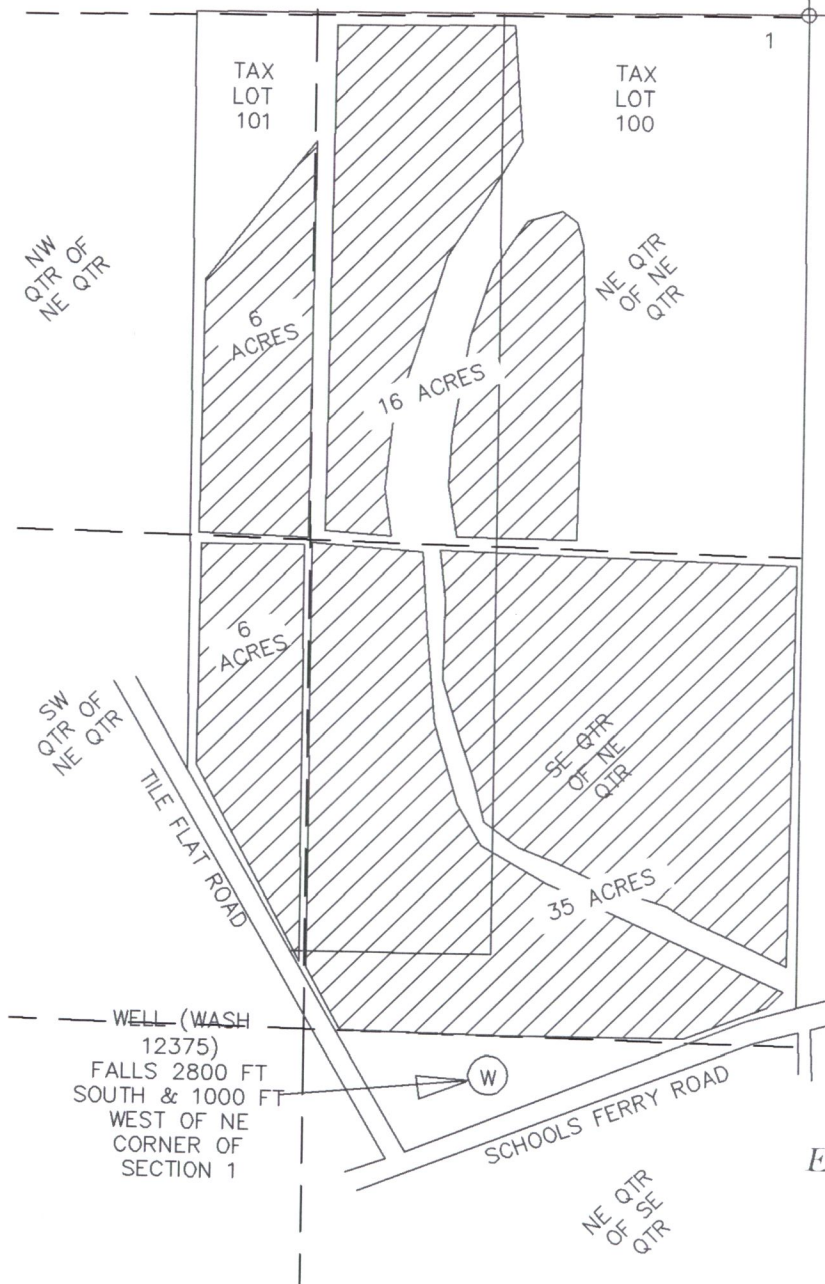 1
TAX
LOT
101
TAX
LOT
100
NW
QTR OF
NE QTR
NE QTR
OF NE
QTR
6
ACRES
16 ACRES
6
ACRES
SW
QTR OF
NE QTR
SE QTR
OF NE
QTR
TILE FLAT ROAD
35 ACRES
WELL (WASH
12375)
FALLS 2800 FT
SOUTH & 1000 FT
WEST OF NE
CORNER OF
SECTION 1
W
SCHOOLS FERRY ROAD
E
NE QTR
OF SE
QTR